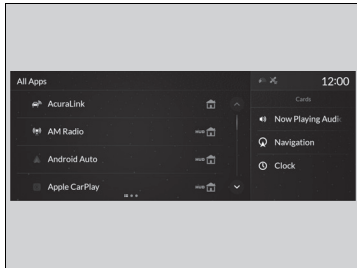 All Apps
12:00
AcuraLink
AM Radio
Android Auto
Apple CarPlay
Cards
Now Playing Audi
Navigation
Clock